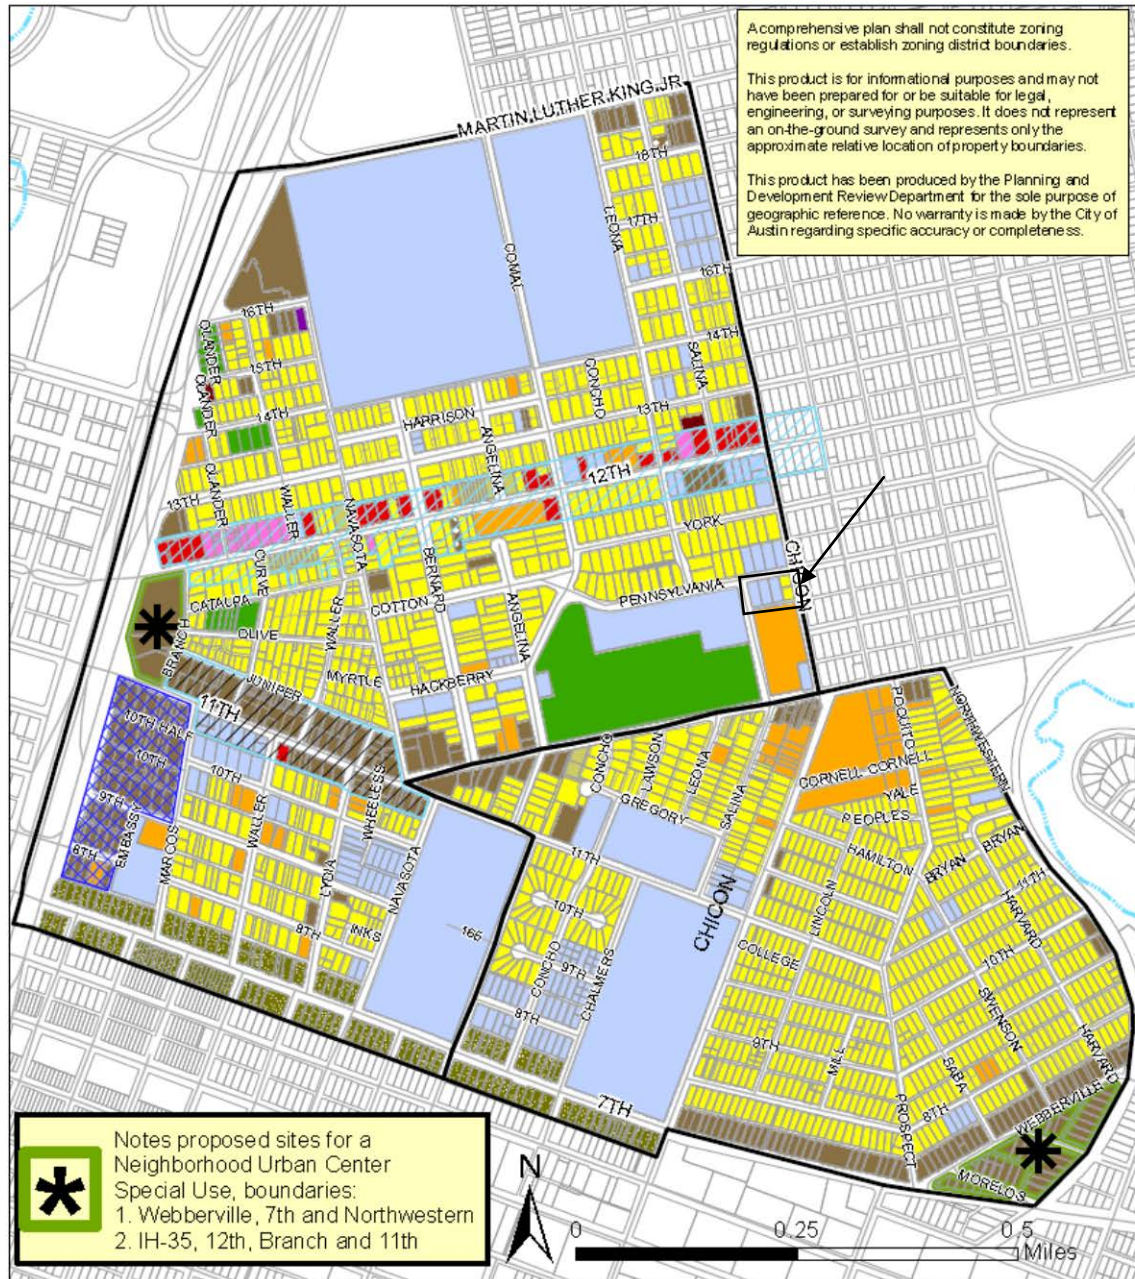 A comprehensive plan shall not constitute zoning
regulations or establish zoning district boundaries.
This product is for informational purposes and may not
have been prepared for or be suitable for legal,
engineering, or surveying purposes. It does not represent
an on-the-ground survey and represents only the
approximate relative location of property boundaries.
This product has been produced by the Planning and
Development Review Department for the sole purpose of
geographic reference. No warranty is made by the City of
Austin regarding specific accuracy or completeness.
MARTIN LUTHER KING JR
18TH
LEONA
17TH
COMAL
16TH
16TH
OLANDER
14TH
15TH
SALINA
CONCHO
OLANDER
14TH
HARRISON
13TH
ANGELINA
OLANDER
WALLER
12TH
13TH
NAVASOTA
YORK
CURVE
BERNARD
CHICON
CATALPA
COTTON
PENNSYLVANIA
WALLER
ANGELINA
OLIVE
BRANCH
JUNIPER
MYRTLE
HACKBERRY
11TH
POQUITO
NORTHWESTERN
10TH HALF
CONCHO
LAWSON
LEONA
10TH
10TH
CORNELL CORNELL
WHEELESS
9TH
GREGORY
SALINA
YALE
EMBASSY
MARCOS
WALLER
PEOPLES
BRYAN
8TH
LYDIA
NAVASOTA
11TH
HAMILTON
BRYAN
11TH
10TH
LINCOLN
HARVARD
8TH
INKS
166
CHICON
CONCHO
9TH
CHALMERS
COLLEGE
10TH
8TH
SWENSON
9TH
MILL
HARVARD
SABA
7TH
PROSPECT
8TH
WEBBERVILLE
MORELOS
Notes proposed sites for a
Neighborhood Urban Center
Special Use, boundaries:
1. Webberville, 7th and Northwestern
2. IH-35, 12th, Branch and 11th
N
0 0.25 0.5
Miles